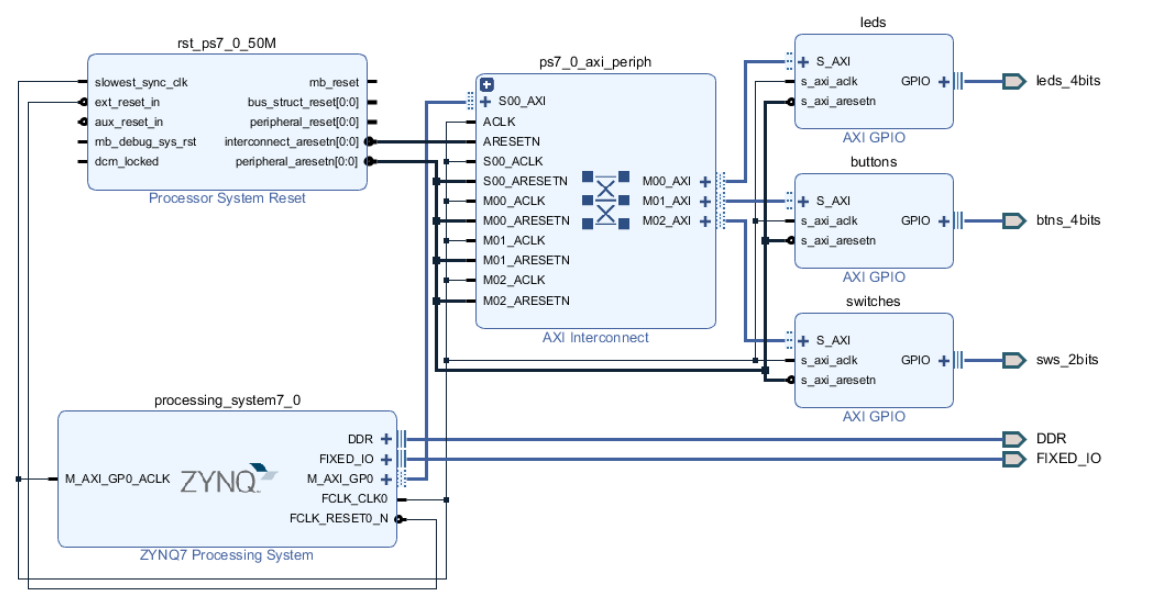 rst_ps7_0_50M
slowest_sync_clk
ext_reset_in
aux_reset_in
mb_debug_sys_rst
dcm_locked
mb_reset
bus_struct_reset[0:0]
peripheral_reset[0:0]
interconnect_aresetn[0:0]
peripheral_aresetn[0:0]
Processor System Reset
processing_system7_0
M_AXI_GP0_ACLK
ZYNQ
DDR
FIXED_IO
M_AXI_GP0
FCLK_CLK0
FCLK_RESET0_N
ZYNQ7 Processing System
ps7_0_axi_periph
S00_AXI
ACLK
ARESETN
S00_ACLK
S00_ARESETN
M00_ACLK
M00_ARESETN
M01_ACLK
M01_ARESETN
M02_ACLK
M02_ARESETN
M00_AXI
M01_AXI
M02_AXI
AXI Interconnect
leds
S_AXI
s_axi_aclk
s_axi_aresetn
GPIO
AXI GPIO
leds_4bits
buttons
S_AXI
s_axi_aclk
s_axi_aresetn
GPIO
AXI GPIO
btns_4bits
switches
S_AXI
s_axi_aclk
s_axi_aresetn
GPIO
AXI GPIO
sws_2bits
DDR
FIXED_IO